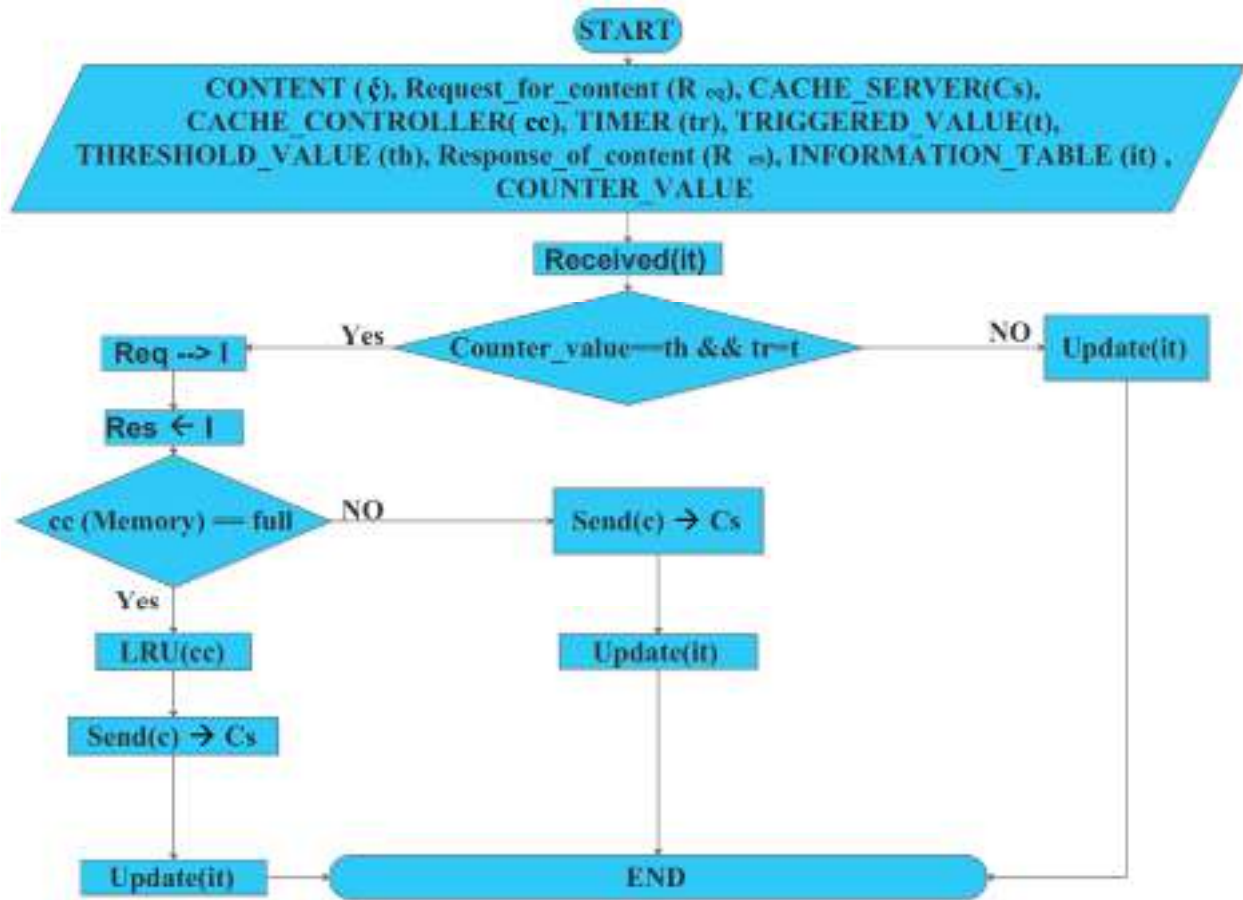 START
CONTENT (ḉ), Request_for_content (R eq), CACHE_SERVER(Cs),
CACHE_CONTROLLER( cc), TIMER (tr), TRIGGERED_VALUE(t),
THRESHOLD_VALUE (th), Response_of_content (R es), INFORMATION_TABLE (it) ,
COUNTER_VALUE
Received(it)
Counter_value==th && tr=t
Yes
NO
Req --> I
Update(it)
Res ← I
cc (Memory) == full
NO
Send(c) → Cs
Yes
LRU(cc)
Update(it)
Send(c) → Cs
Update(it)
END